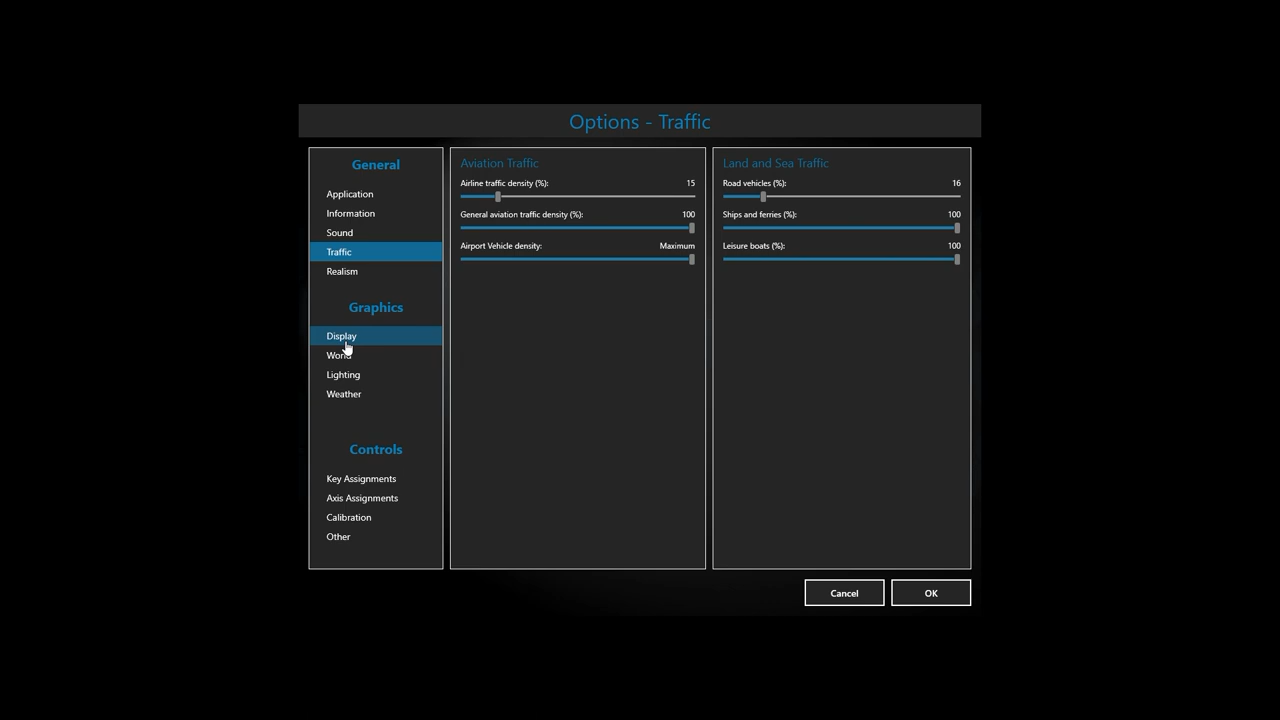 Options - Traffic
General
Application
Information
Sound
Traffic
Realism
Graphics
Display
World
Lighting
Weather
Controls
Key Assignments
Axis Assignments
Calibration
Other
Aviation Traffic
Airline traffic density (%): 15
General aviation traffic density (%): 100
Airport Vehicle density: Maximum
Land and Sea Traffic
Road vehicles (%): 16
Ships and ferries (%): 100
Leisure boats (%): 100
Cancel
OK